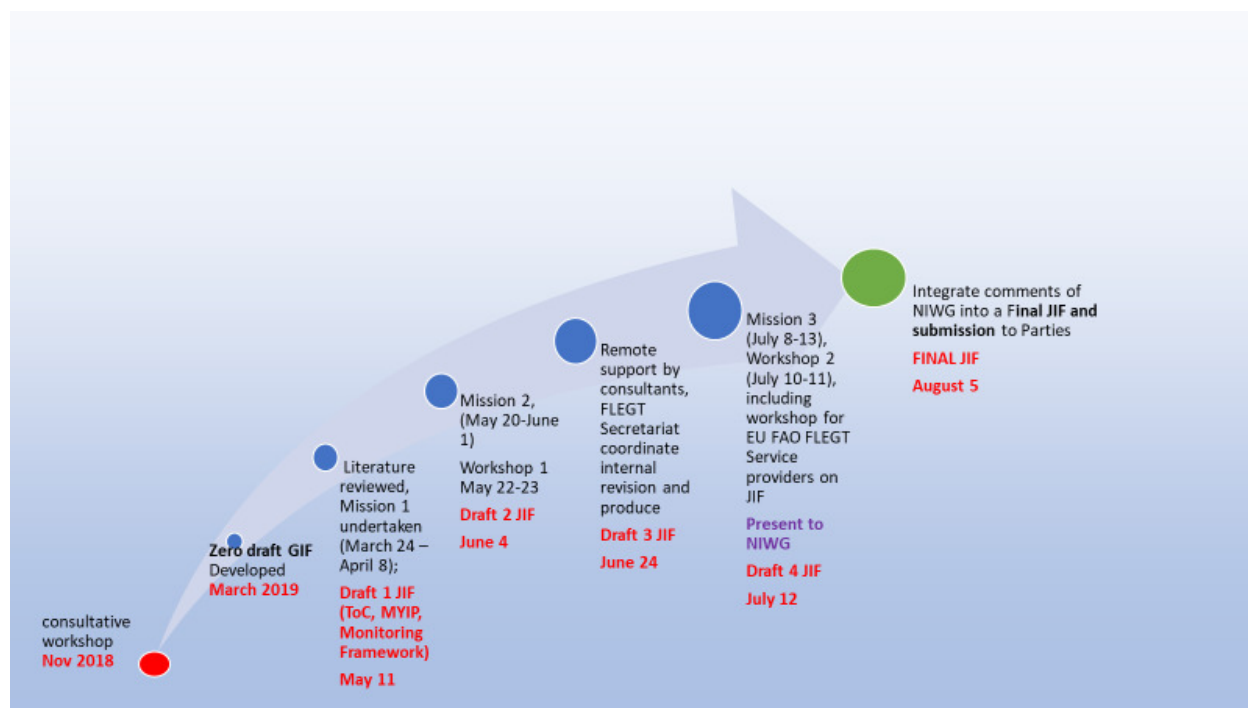 consultative
workshop
Nov 2018
Zero draft GIF
Developed
March 2019
Literature
reviewed,
Mission 1
undertaken
(March 24 –
April 8);
Draft 1 JIF
(ToC, MYIP,
Monitoring
Framework)
May 11
Mission 2,
(May 20-June
1)
Workshop 1
May 22-23
Draft 2 JIF
June 4
Remote
support by
consultants,
FLEGT
Secretariat
coordinate
internal
revision and
produce
Draft 3 JIF
June 24
Mission 3
(July 8-13),
Workshop 2
(July 10-11),
including
workshop for
EU FAO FLEGT
Service
providers on
JIF
Present to
NIWG
Draft 4 JIF
July 12
Integrate comments of
NIWG into a Final JIF and
submission to Parties
FINAL JIF
August 5